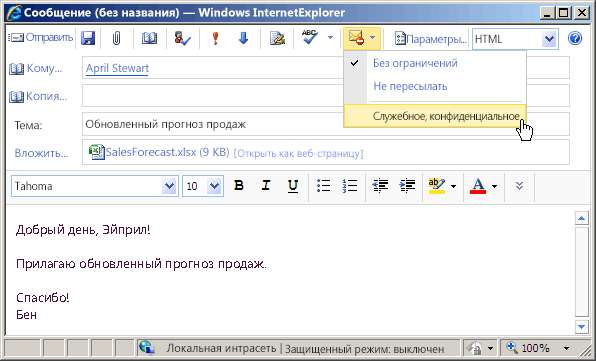 Сообщение (без названия) — Windows InternetExplorer
Отправить
ABC
Параметры...
HTML
Кому...
April Stewart
Без ограничений
Не пересылать
Служебное, конфиденциальное
Копия...
Тема:
Обновленный прогноз продаж
Вложить...
SalesForecast.xlsx (9 KB) [Открыть как веб-страницу]
Tahoma 10 B I U ab A
Добрый день, Эйприл!
Прилагаю обновленный прогноз продаж.
Спасибо!
Бен
Локальная интрасеть | Защищенный режим: выключен
100%